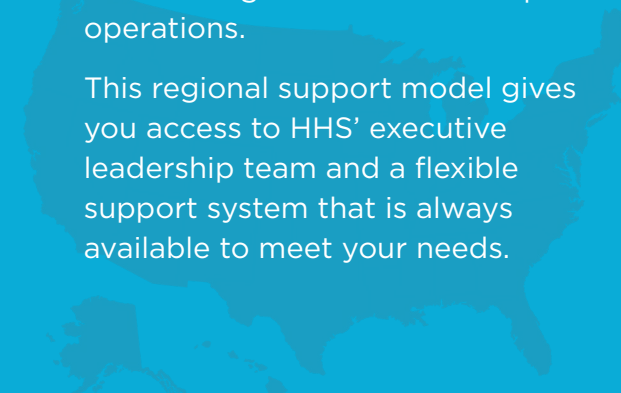 operations.
This regional support model gives
you access to HHS’ executive
leadership team and a flexible
support system that is always
available to meet your needs.